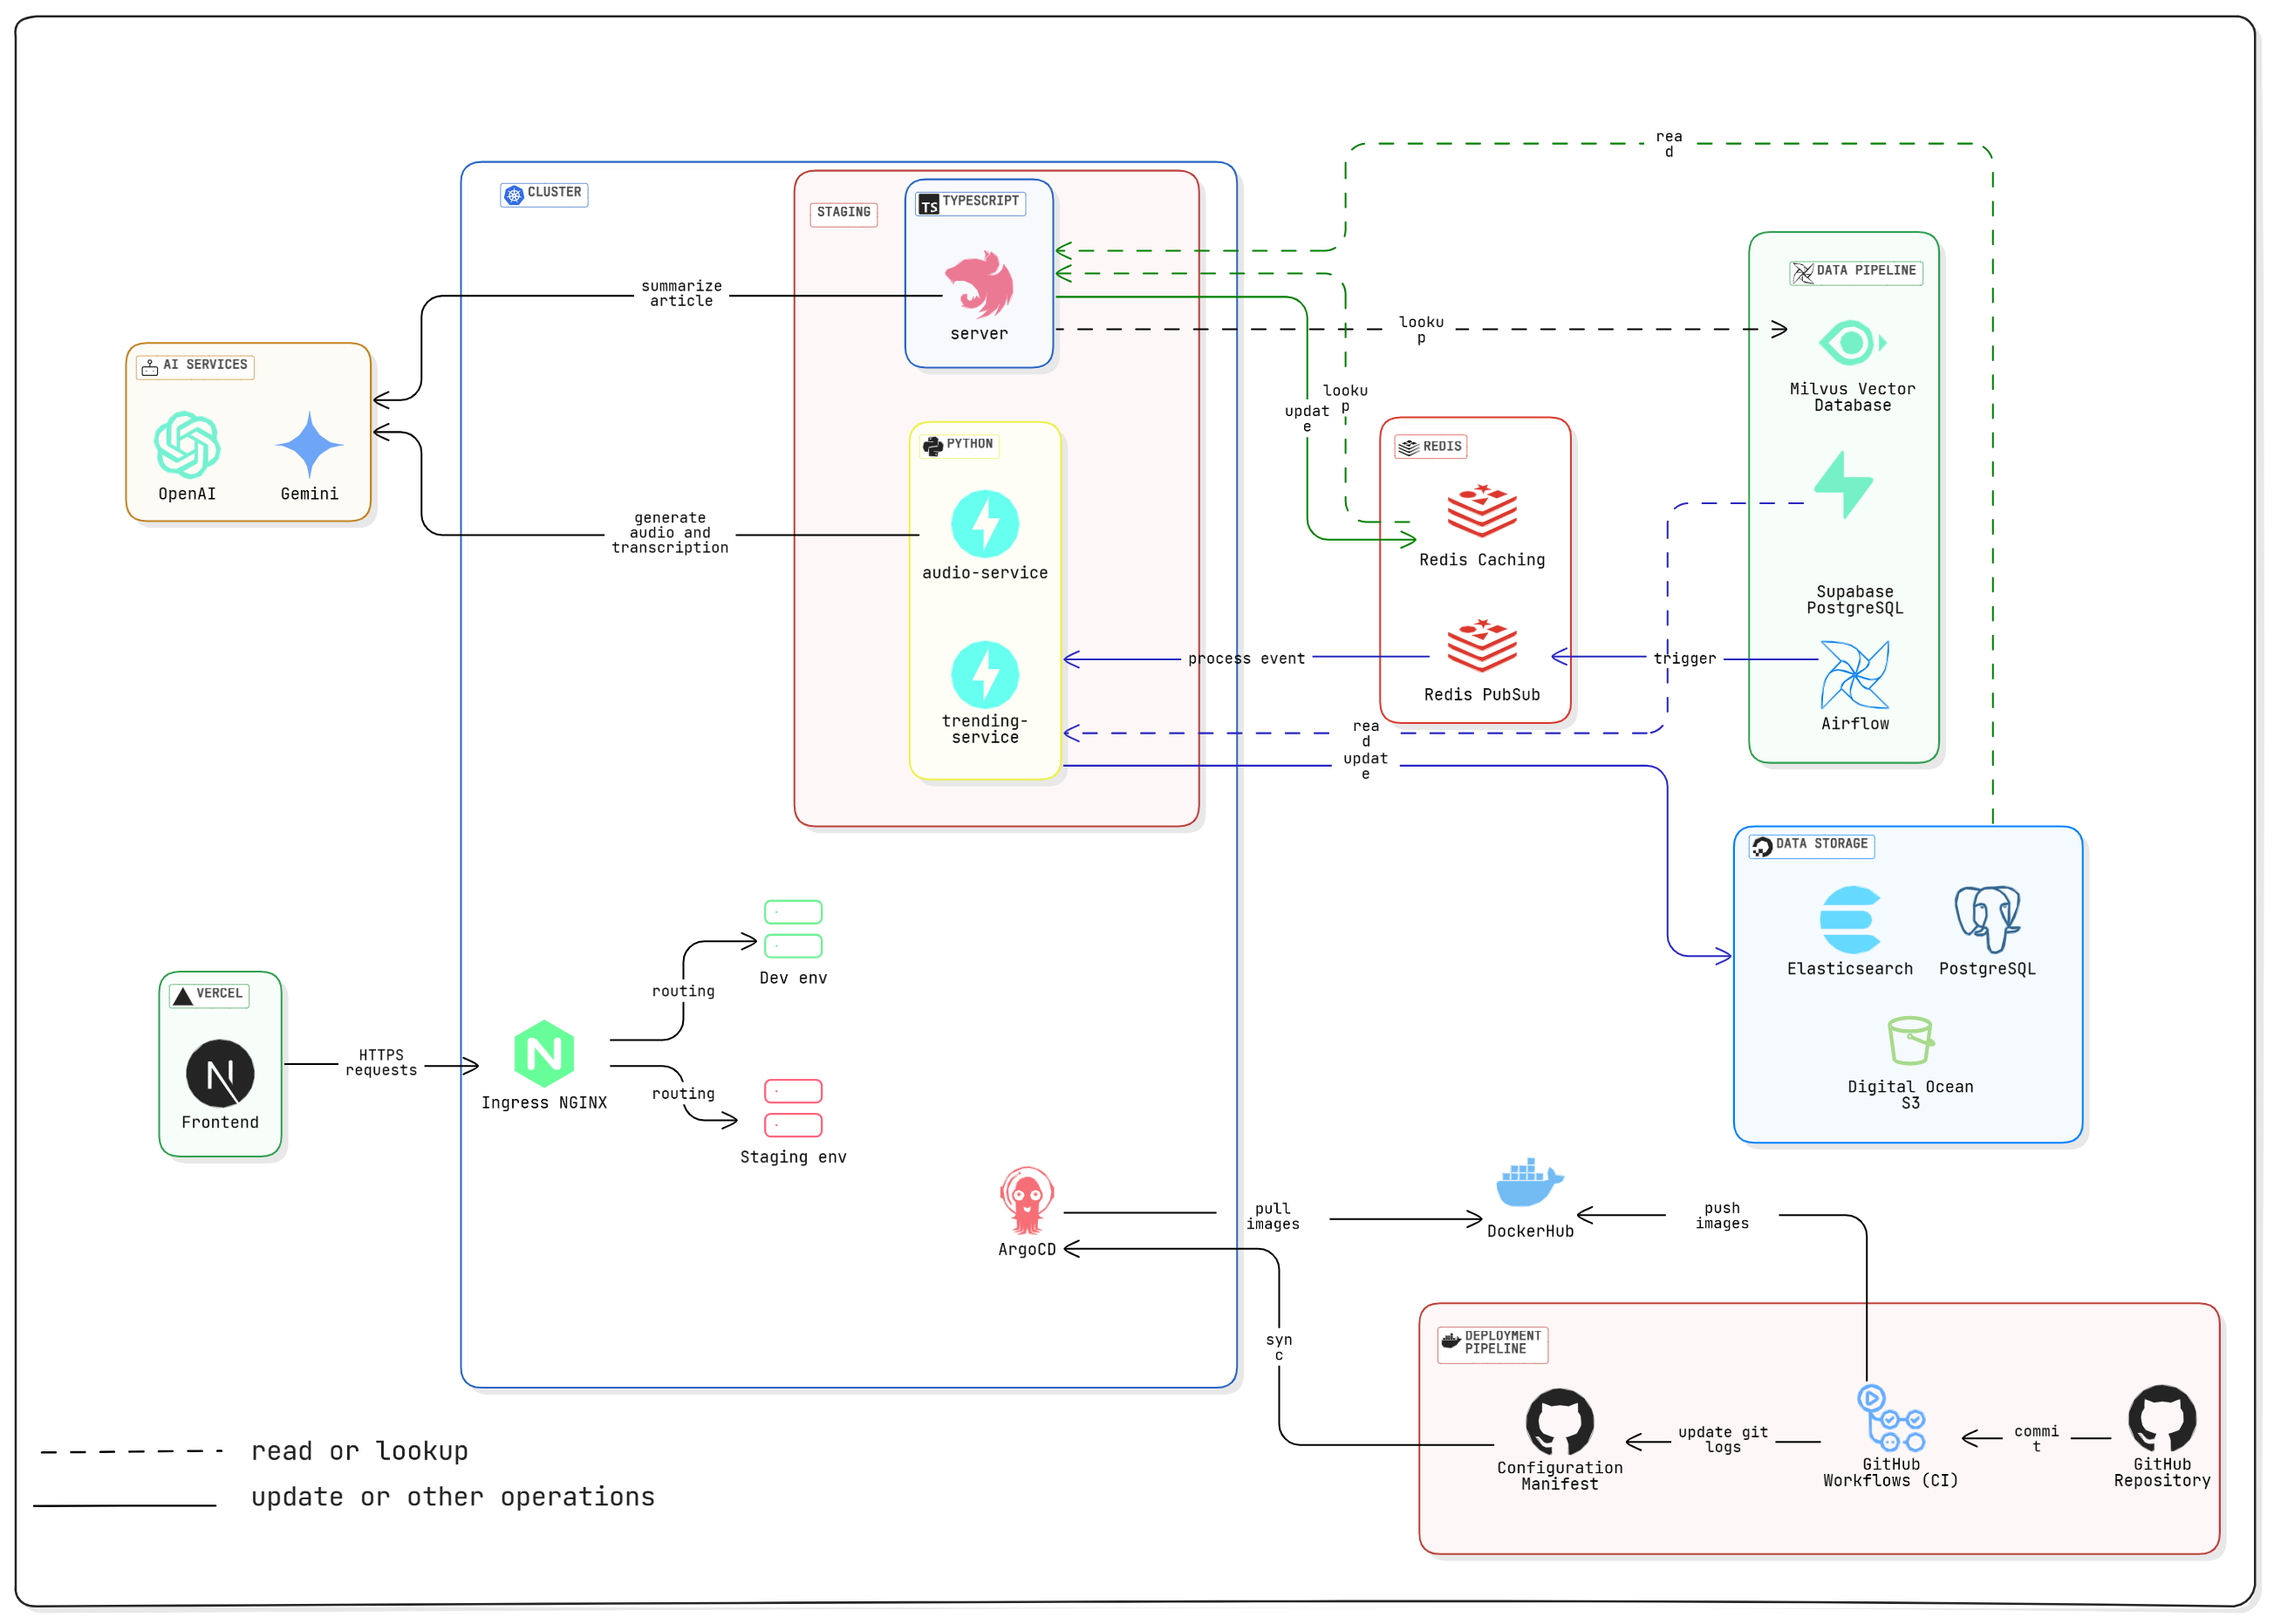 rea
d
CLUSTER
STAGING
TS TYPESCRIPT
server
summarize
article
looku
p
DATA PIPELINE
Milvus Vector
Database
AI SERVICES
OpenAI
Gemini
looku
p
updat
e
REDIS
Redis Caching
PYTHON
audio-service
generate
audio and
transcription
Supabase
PostgreSQL
process event
trigger
Redis PubSub
Airflow
trending-
service
rea
d
updat
e
DATA STORAGE
Elasticsearch
PostgreSQL
Digital Ocean
S3
Dev env
routing
VERCEL
Frontend
HTTPS
requests
Ingress NGINX
routing
Staging env
ArgoCD
pull
images
DockerHub
push
images
syn
c
DEPLOYMENT
PIPELINE
Configuration
Manifest
update git
logs
GitHub
Workflows (CI)
commi
t
GitHub
Repository
read or lookup
update or other operations